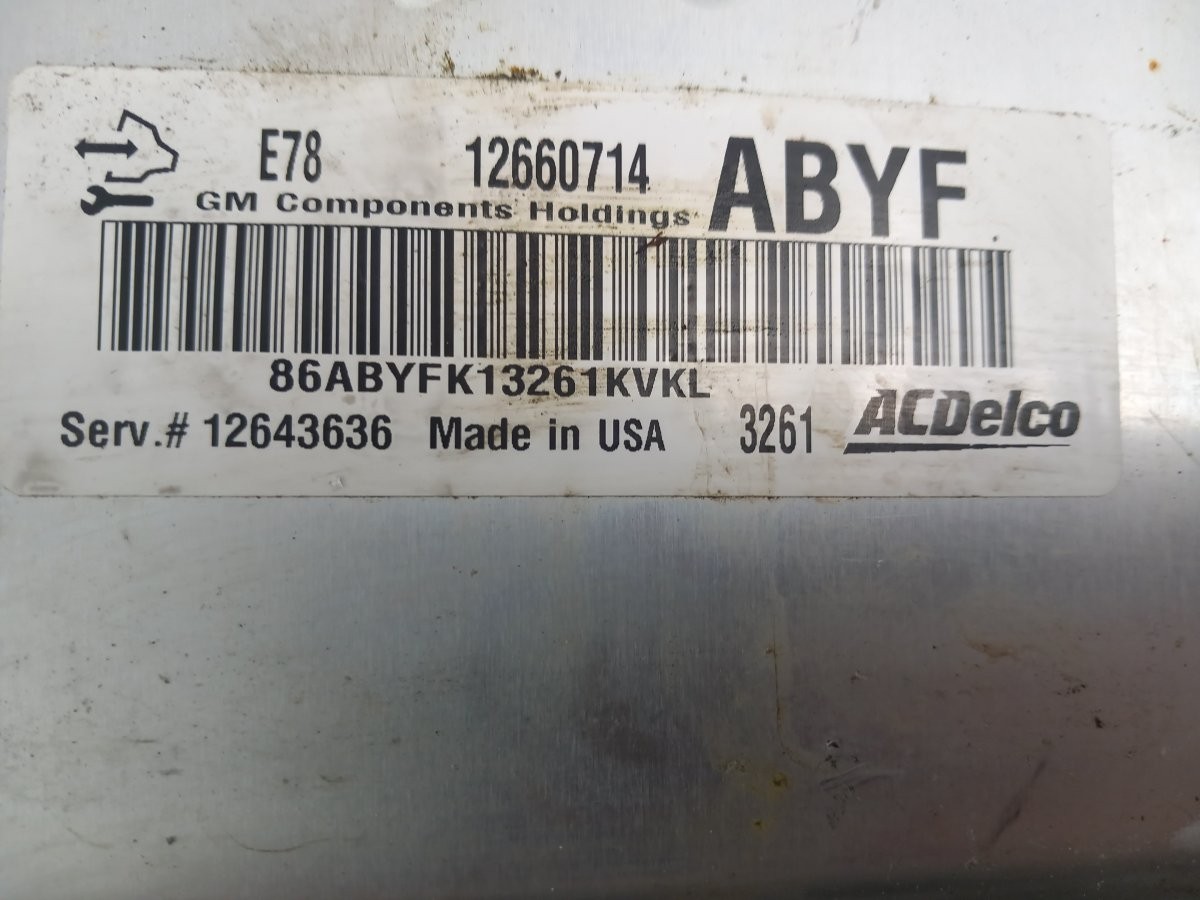 E78 12660714 ABYF
GM Components Holdings
86ABYFK13261KVKL
Serv.# 12643636 Made in USA 3261 ACDelco